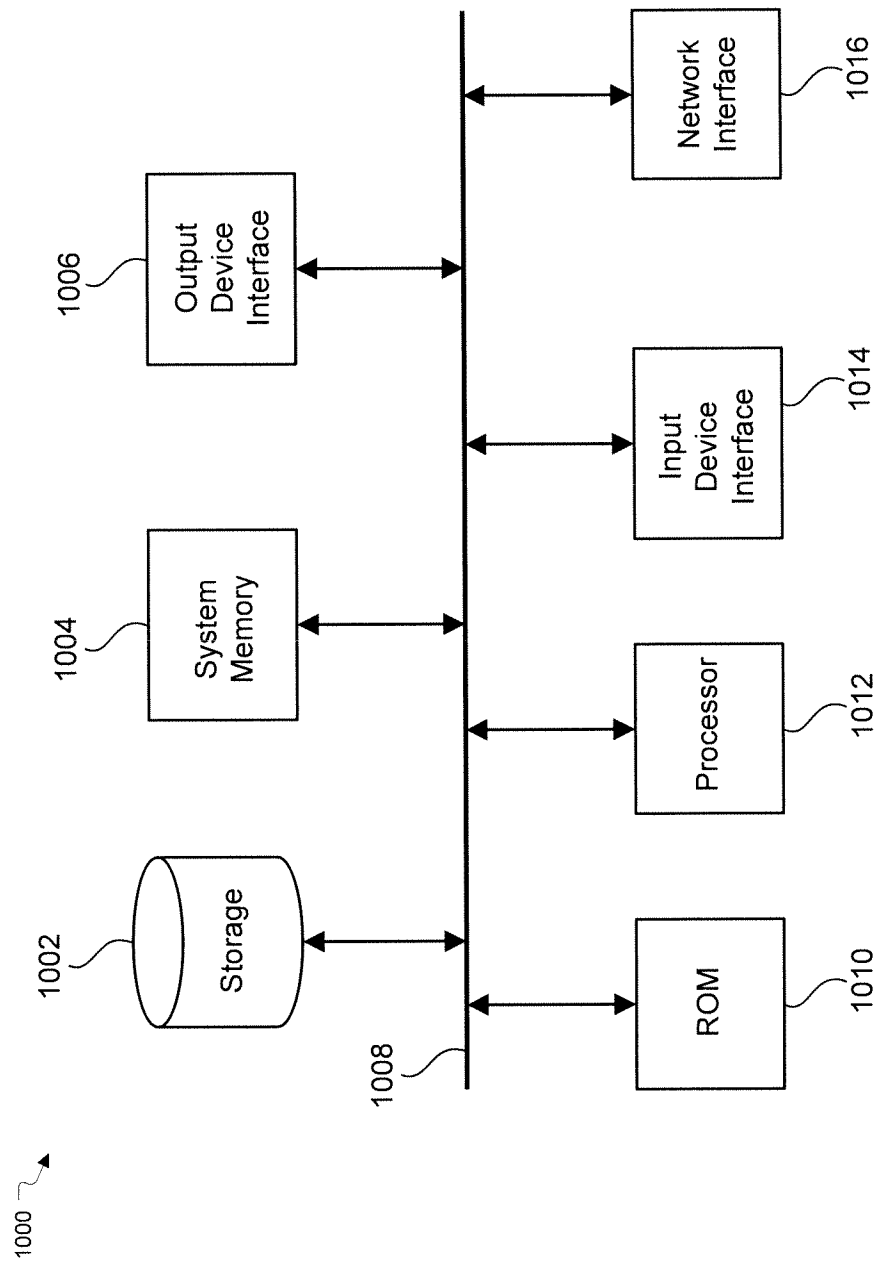 1000
1002
Storage
1004
System
Memory
1006
Output
Device
Interface
1008
ROM
1010
Processor
1012
Input
Device
Interface
1014
Network
Interface
1016